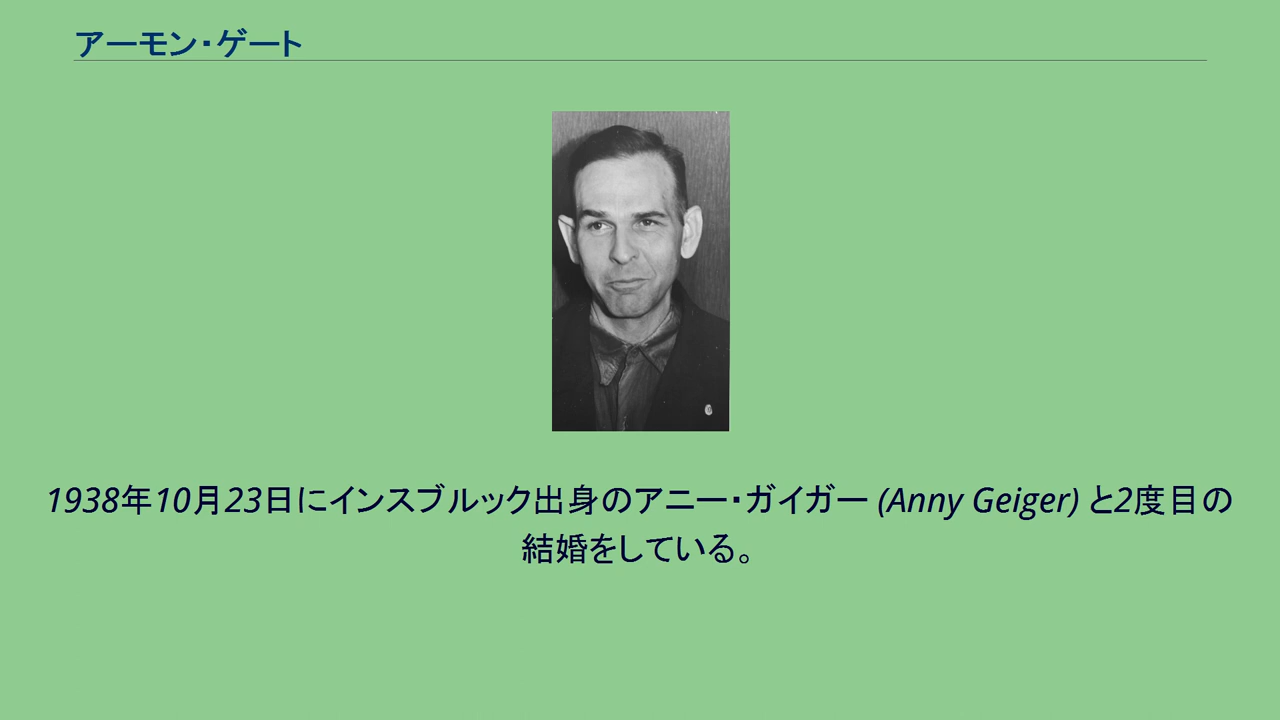 アーモン・ゲート
1938年10月23日にインスブルック出身のアニー・ガイガー (Anny Geiger) と2度目の
結婚をしている。